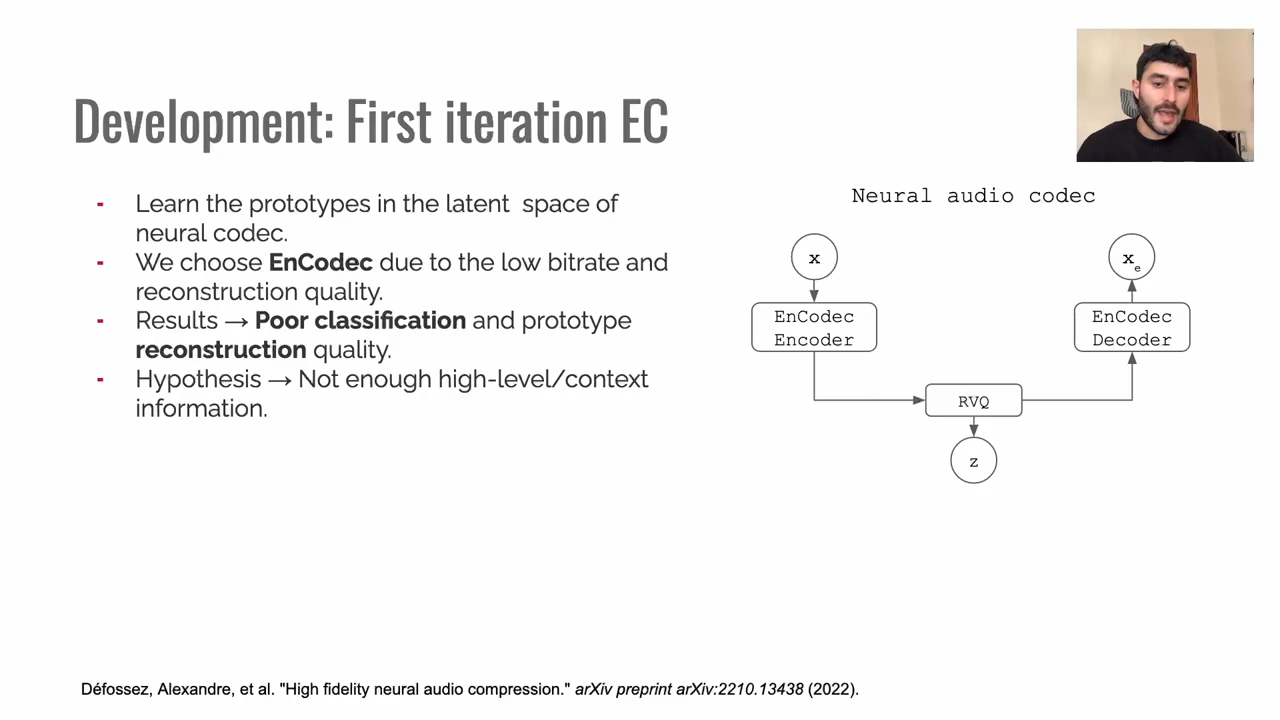 Development: First iteration EC
- Learn the prototypes in the latent space of
neural codec.
- We choose EnCodec due to the low bitrate and
reconstruction quality.
- Results → Poor classification and prototype
reconstruction quality.
- Hypothesis → Not enough high-level/context
information.
Neural audio codec
x
x e
EnCodec
Encoder
EnCodec
Decoder
RVQ
z
Défossez, Alexandre, et al. "High fidelity neural audio compression." arXiv preprint arXiv:2210.13438 (2022).